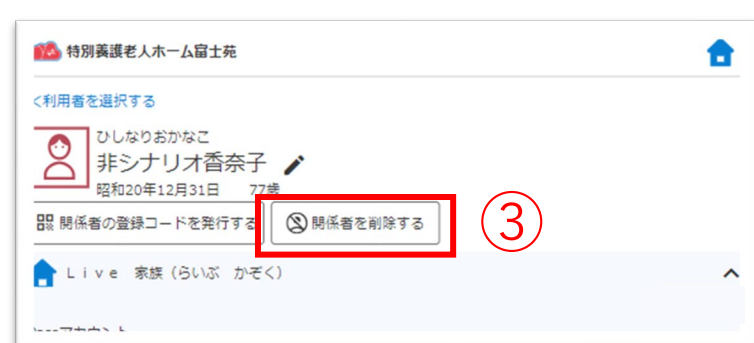 特別養護老人ホーム富士苑
<利用者を選択する
ひしなりおかなこ
非シナリオ香奈子
昭和20年12月31日 77歳
関係者の登録コードを発行する
関係者を削除する
③
Live 家族（らいぶ かぞく）